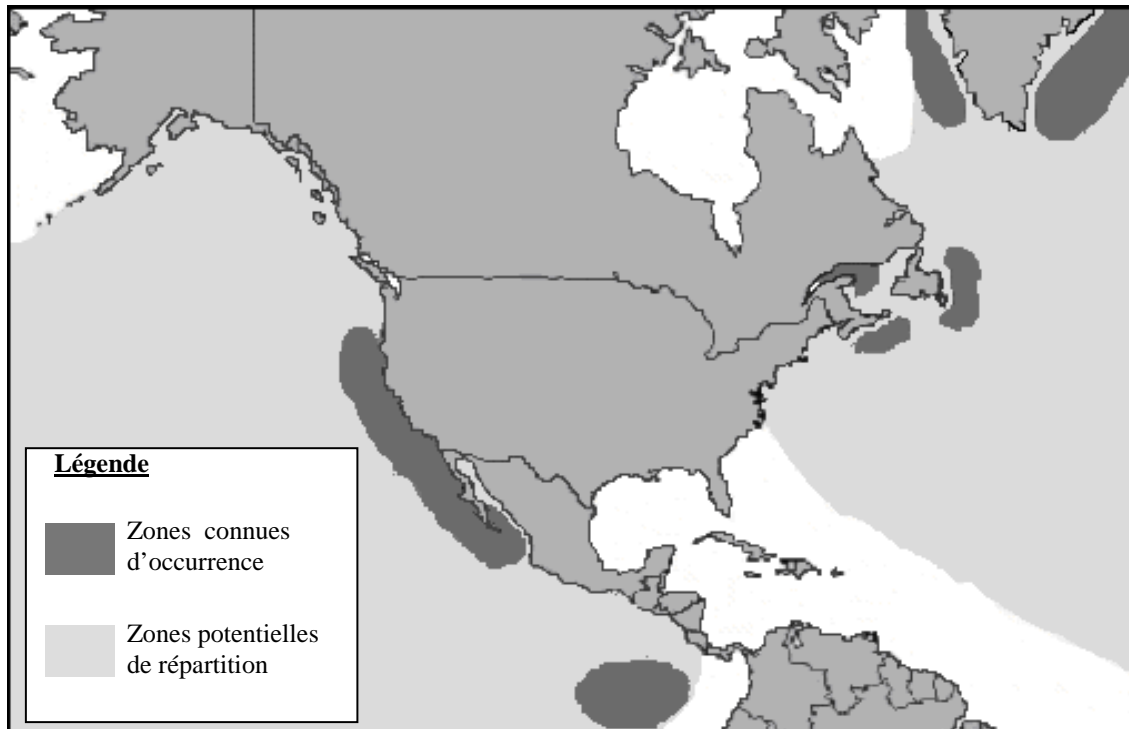 Légende
Zones connues
d’occurrence
Zones potentielles
de répartition